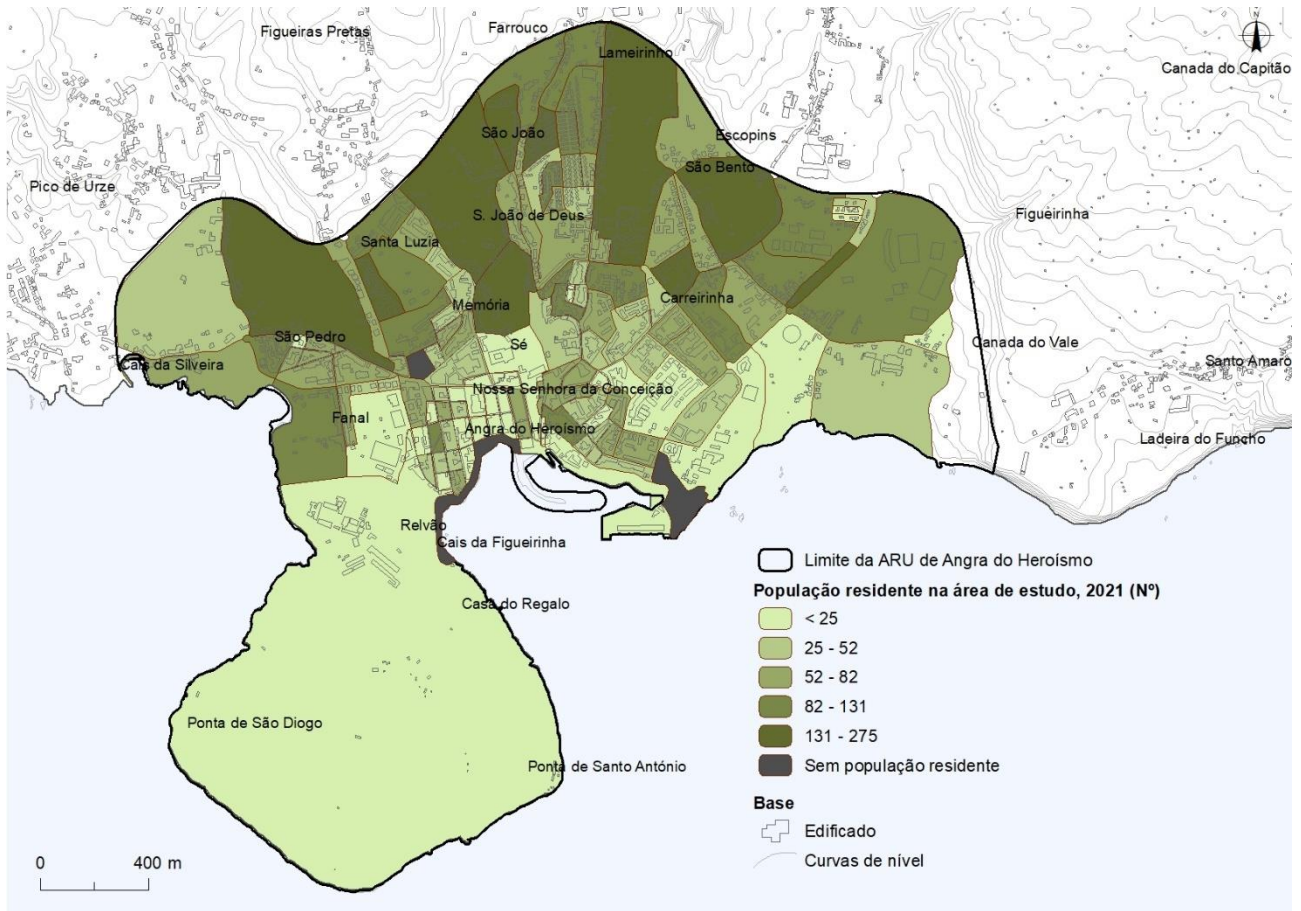 Figueiras Pretas
Farrouco
Lameirinho
N
Canada do Capitão
São João
Escopins
São Bento
Pico de Urze
Figueirinha
S. João de Deus
Santa Luzia
Memória
Carreirinha
São Pedro
Sé
Canada do Vale
Cais da Silveira
Santo Amaro
Nossa Senhora da Conceição
Fanal
Angra do Heroísmo
Ladeira do Funcho
Relvão
Cais da Figueirinha
Casa do Regalo
Ponta de São Diogo
Ponta de Santo António
Limite da ARU de Angra do Heroísmo
População residente na área de estudo, 2021 (Nº)
< 25
25 - 52
52 - 82
82 - 131
131 - 275
Sem população residente
Base
Edificado
Curvas de nível
0 400 m